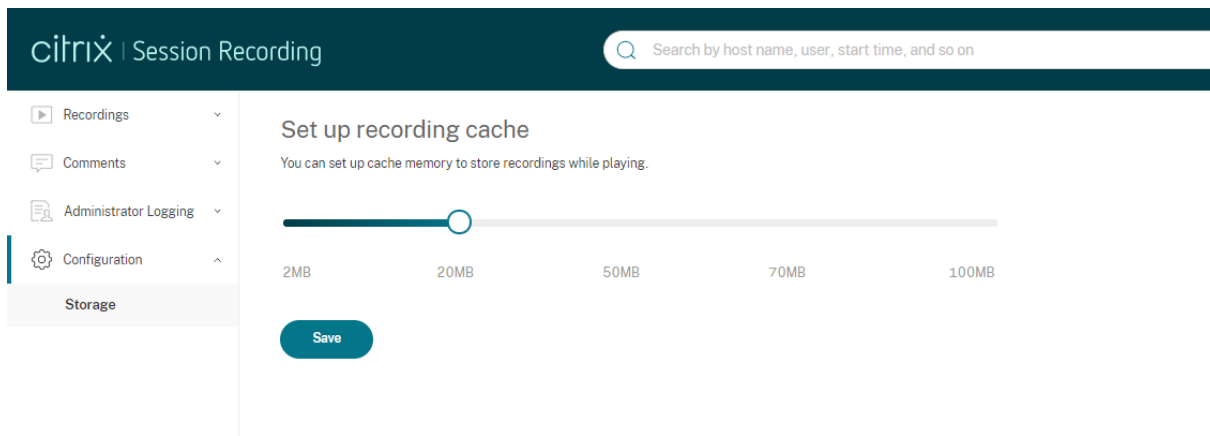 citrix | Session Recording
Search by host name, user, start time, and so on
Recordings
Comments
Administrator Logging
Configuration
Storage
Set up recording cache
You can set up cache memory to store recordings while playing.
2MB 20MB 50MB 70MB 100MB
Save